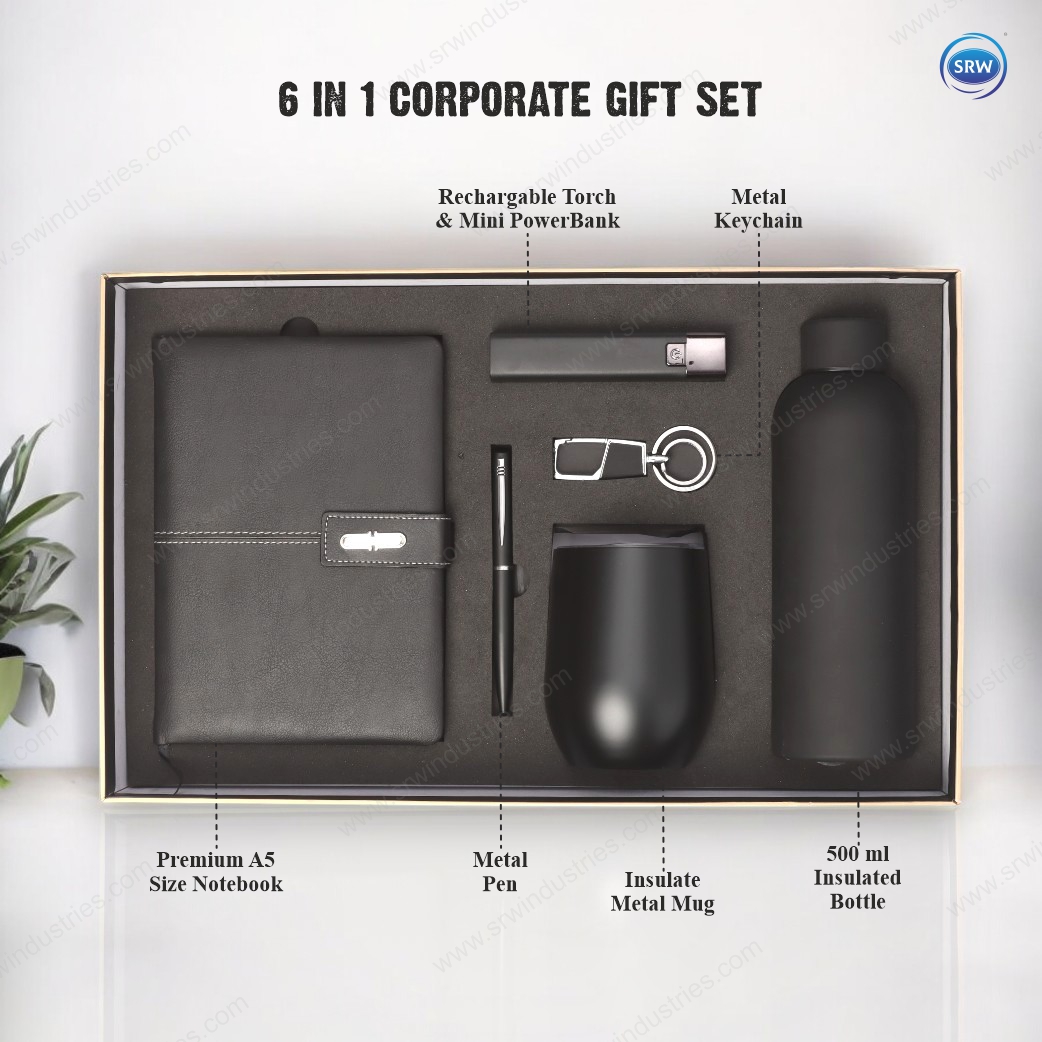 SRW
6 IN 1 CORPORATE GIFT SET
Rechargable Torch
& Mini PowerBank
Metal
Keychain
Premium A5
Size Notebook
Metal
Pen
Insulate
Metal Mug
500 ml
Insulated
Bottle
www.srwindustries.com